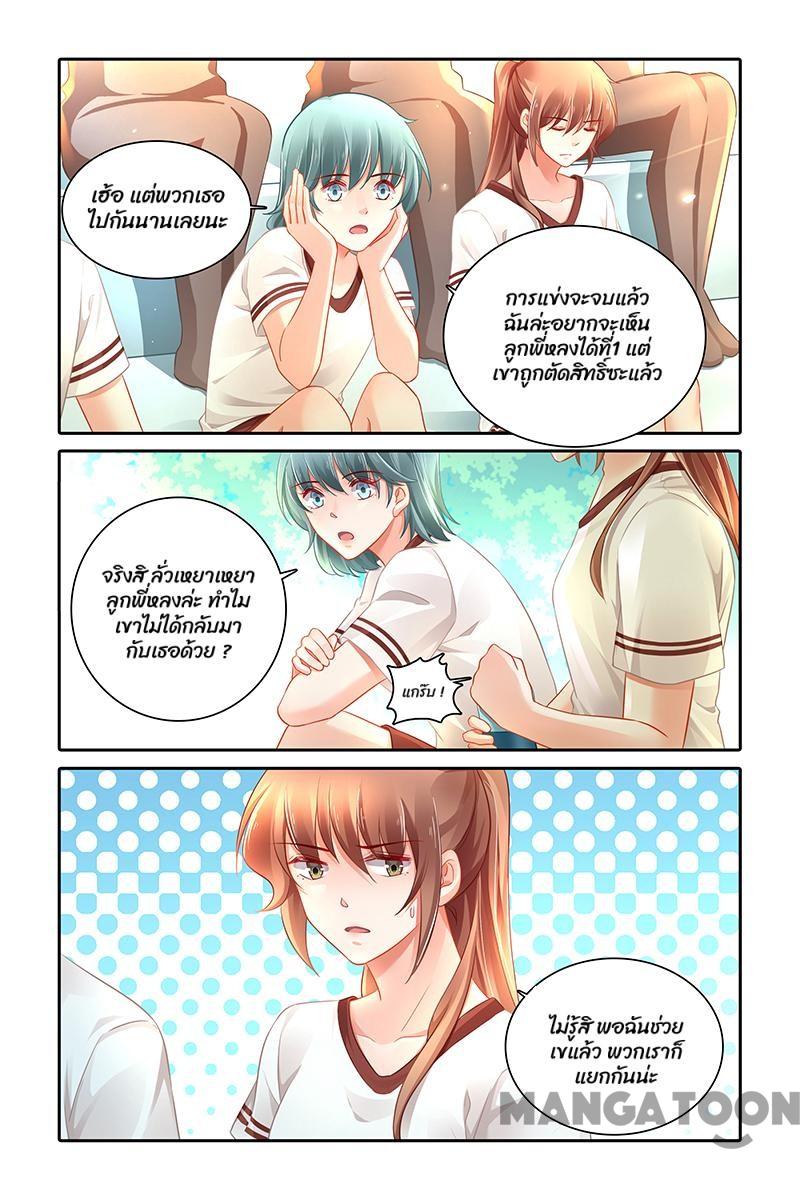 เฮ้อ แต่พวกเธอ
ไปกันนานเลยนะ
การแข่งจะจบแล้ว
ฉันล่ะอยากจะเห็น
ลูกพี่หลงได้ที่1 แต่
เขาถูกตัดสิทธิ์ซะแล้ว
จริงสิ ลั่วเหยาเหยา
ลูกพี่หลงล่ะ ทำไม
เขาไม่ได้กลับมา
กับเธอด้วย ?
แกร๊บ !
ไม่รู้สิ พอฉันช่วย
เขแล้ว พวกเราก็
แยกกันน่ะ
MANGATOON